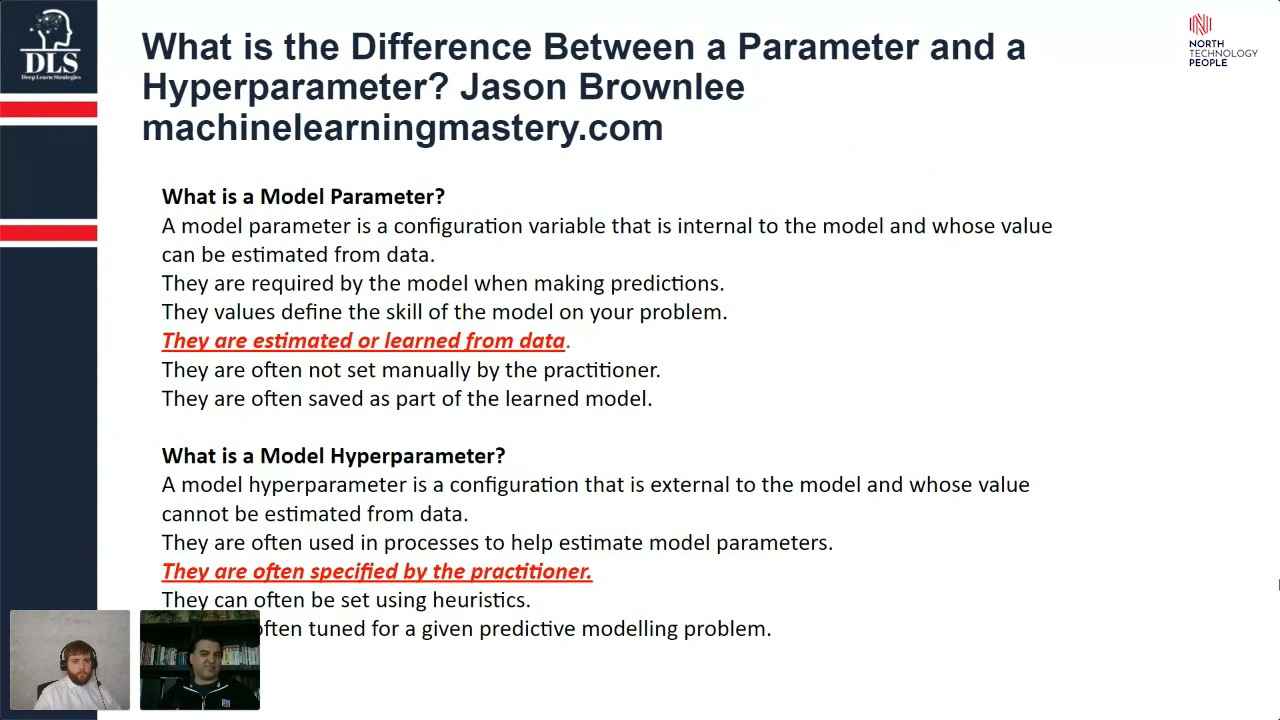 DLS
Deep Learn Strategies
What is the Difference Between a Parameter and a
Hyperparameter? Jason Brownlee
machinelearningmastery.com
NORTH
TECHNOLOGY
PEOPLE
What is a Model Parameter?
A model parameter is a configuration variable that is internal to the model and whose value
can be estimated from data.
They are required by the model when making predictions.
They values define the skill of the model on your problem.
They are estimated or learned from data.
They are often not set manually by the practitioner.
They are often saved as part of the learned model.
What is a Model Hyperparameter?
A model hyperparameter is a configuration that is external to the model and whose value
cannot be estimated from data.
They are often used in processes to help estimate model parameters.
They are often specified by the practitioner.
They can often be set using heuristics.
often tuned for a given predictive modelling problem.